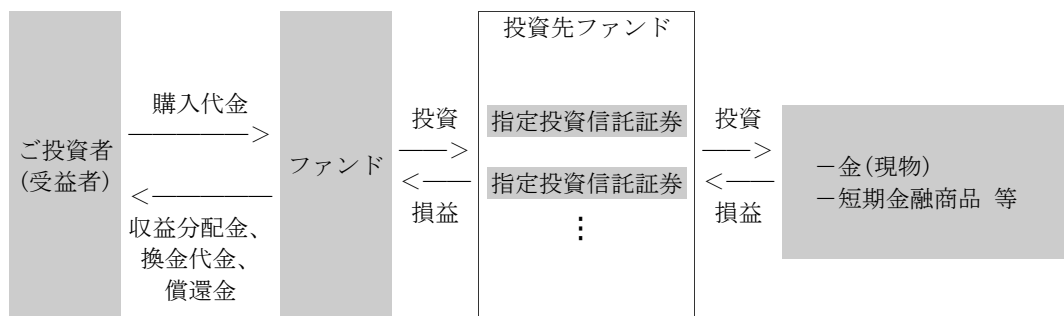 ご投資者
(受益者)
購入代金
—————>
<—————
収益分配金、
換金代金、
償還金
ファンド
投資
——>
<——
損益
投資先ファンド
指定投資信託証券
指定投資信託証券
⋮
投資
——>
<——
損益
－金(現物)
－短期金融商品 等